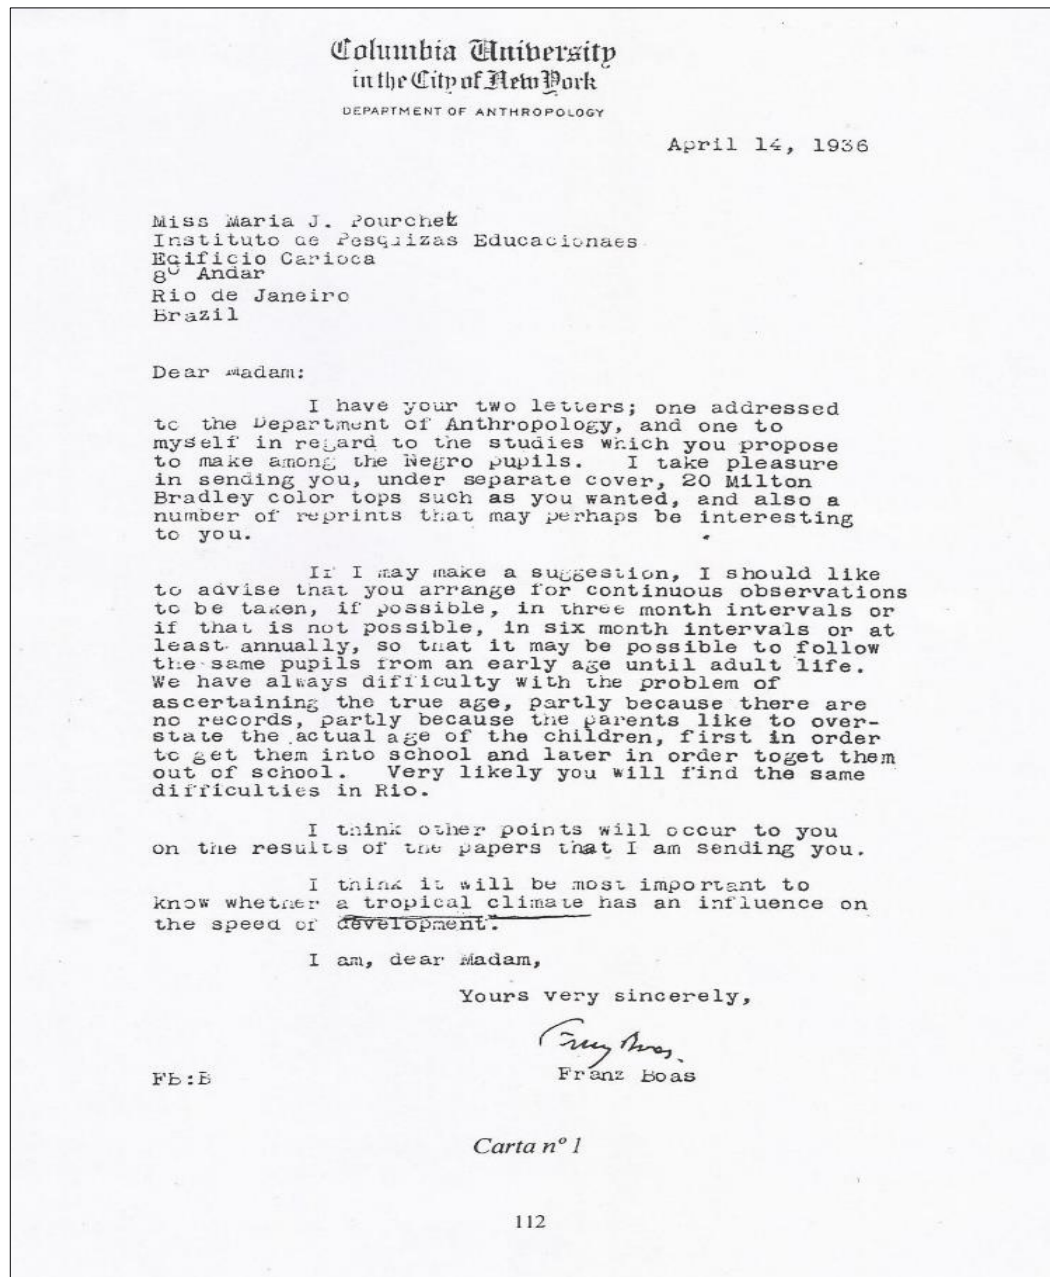 Columbia University
in the City of New York
DEPARTMENT OF ANTHROPOLOGY
April 14, 1936
Miss Maria J. Pourchet
Instituto de Pesquizas Educacionaes
Edificio Carioca
8º Andar
Rio de Janeiro
Brazil
Dear Madam:
I have your two letters; one addressed
to the Department of Anthropology, and one to
myself in regard to the studies which you propose
to make among the Negro pupils. I take pleasure
in sending you, under separate cover, 20 Milton
Bradley color tops such as you wanted, and also a
number of reprints that may perhaps be interesting
to you.
If I may make a suggestion, I should like
to advise that you arrange for continuous observations
to be taken, if possible, in three month intervals or
if that is not possible, in six month intervals or at
least annually, so that it may be possible to follow
the same pupils from an early age until adult life.
We have always difficulty with the problem of
ascertaining the true age, partly because there are
no records, partly because the parents like to over-
state the actual age of the children, first in order
to get them into school and later in order toget them
out of school. Very likely you will find the same
difficulties in Rio.
I think other points will occur to you
on the results of the papers that I am sending you.
I think it will be most important to
know whether a tropical climate has an influence on
the speed of development.
I am, dear Madam,
Yours very sincerely,
Franz Boas.
FB:B
Franz Boas
Carta nº 1
112